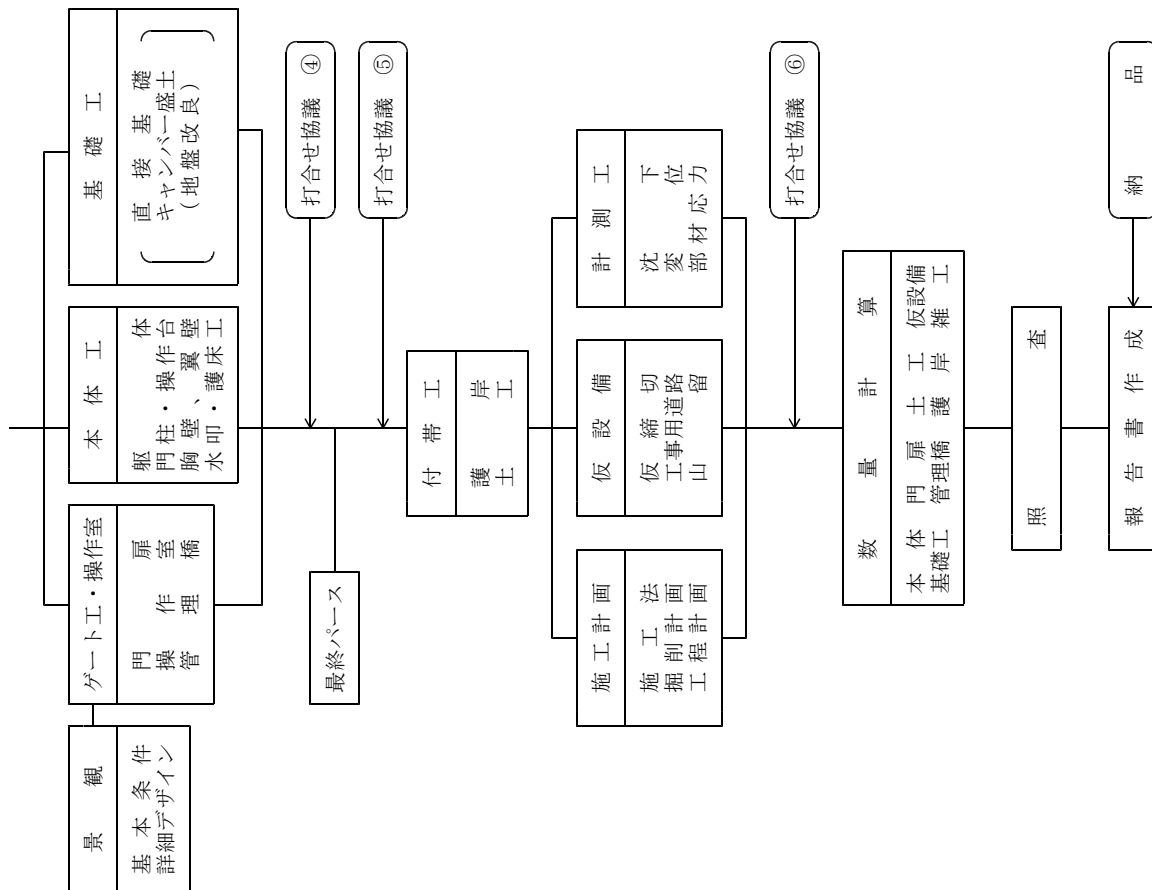 景観
基本条件
詳細デザイン
ゲート工・操作室
門扉
操作室
管理橋
本体工
躯体
門柱・操作台
胸壁、翼壁
水叩・護床工
基礎工
直接基礎
キャンバー盛土
(地盤改良)
打合せ協議 ④
最終パース
打合せ協議 ⑤
付帯工
護岸
土工
施工計画
施工法
掘削計画
工程計画
仮設備
仮締切
工事用道路
山留
計測工
沈下
変位
部材応力
打合せ協議 ⑥
数量計算
本体 門扉 土工 仮設備
基礎工 管理橋 護岸 雑工
照査
報告書作成
納品